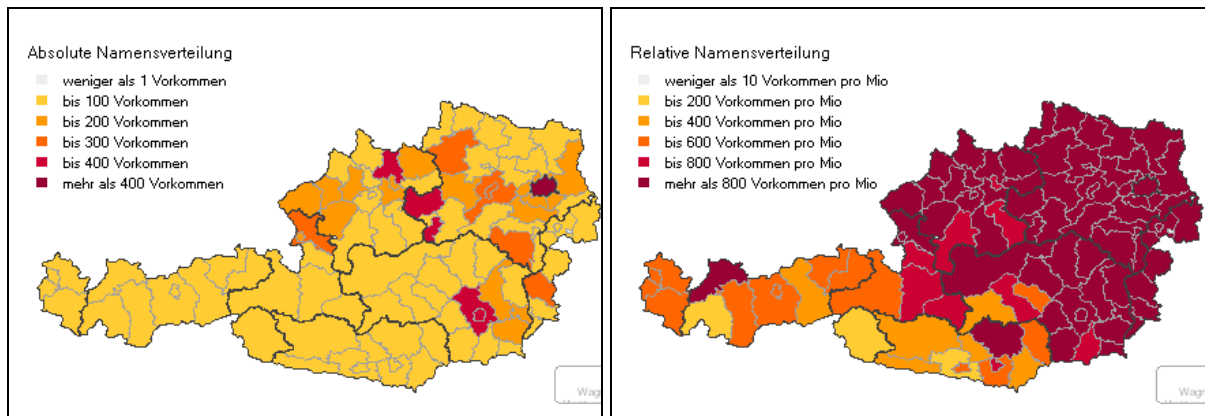 Absolute Namensverteilung
weniger als 1 Vorkommen
bis 100 Vorkommen
bis 200 Vorkommen
bis 300 Vorkommen
bis 400 Vorkommen
mehr als 400 Vorkommen
Relative Namensverteilung
weniger als 10 Vorkommen pro Mio
bis 200 Vorkommen pro Mio
bis 400 Vorkommen pro Mio
bis 600 Vorkommen pro Mio
bis 800 Vorkommen pro Mio
mehr als 800 Vorkommen pro Mio